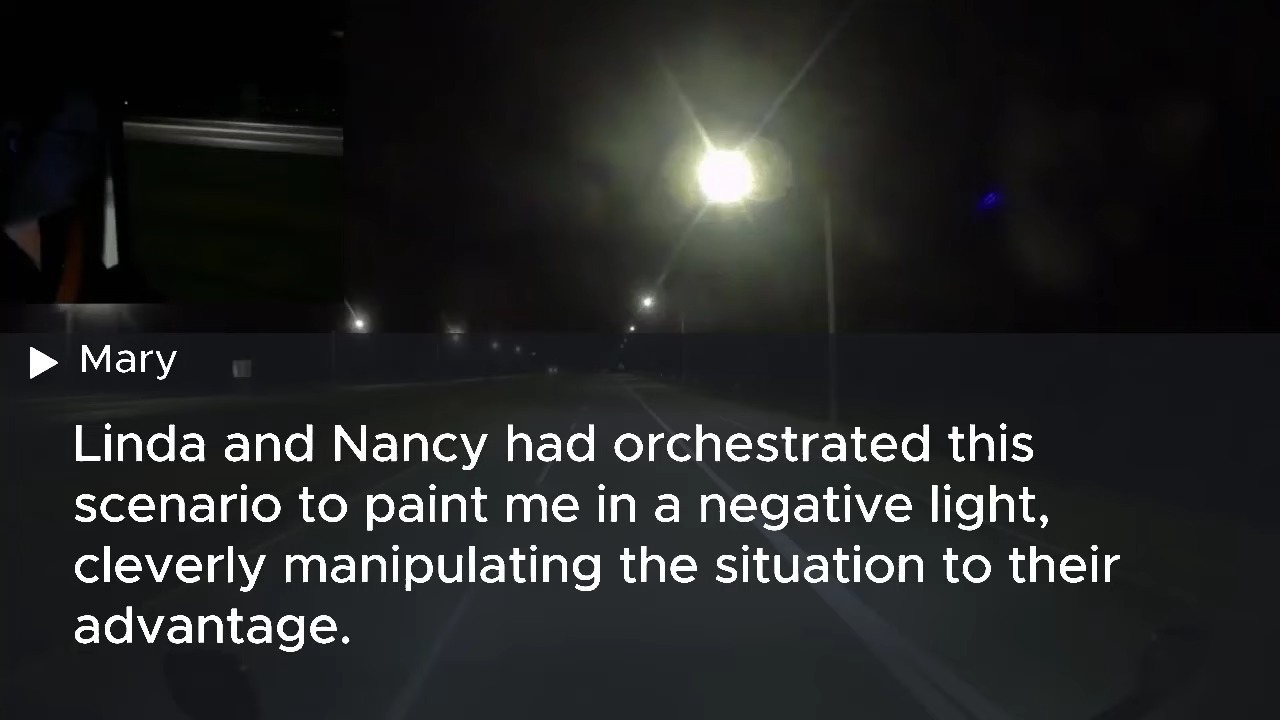 Mary
Linda and Nancy had orchestrated this
scenario to paint me in a negative light,
cleverly manipulating the situation to their
advantage.